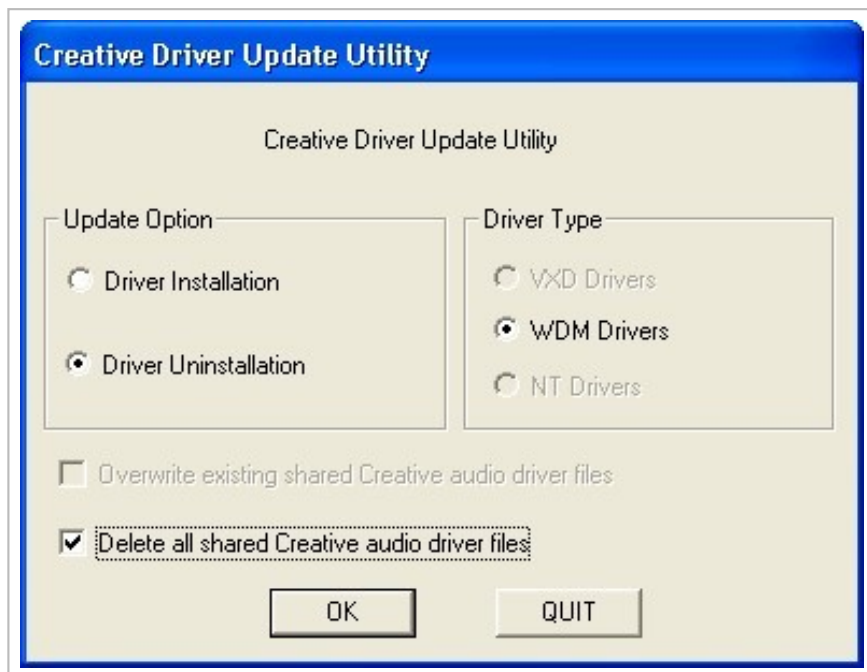 Creative Driver Update Utility
Creative Driver Update Utility
Update Option
Driver Installation
Driver Uninstallation
Driver Type
VXD Drivers
WDM Drivers
NT Drivers
Overwrite existing shared Creative audio driver files
Delete all shared Creative audio driver files
OK
QUIT